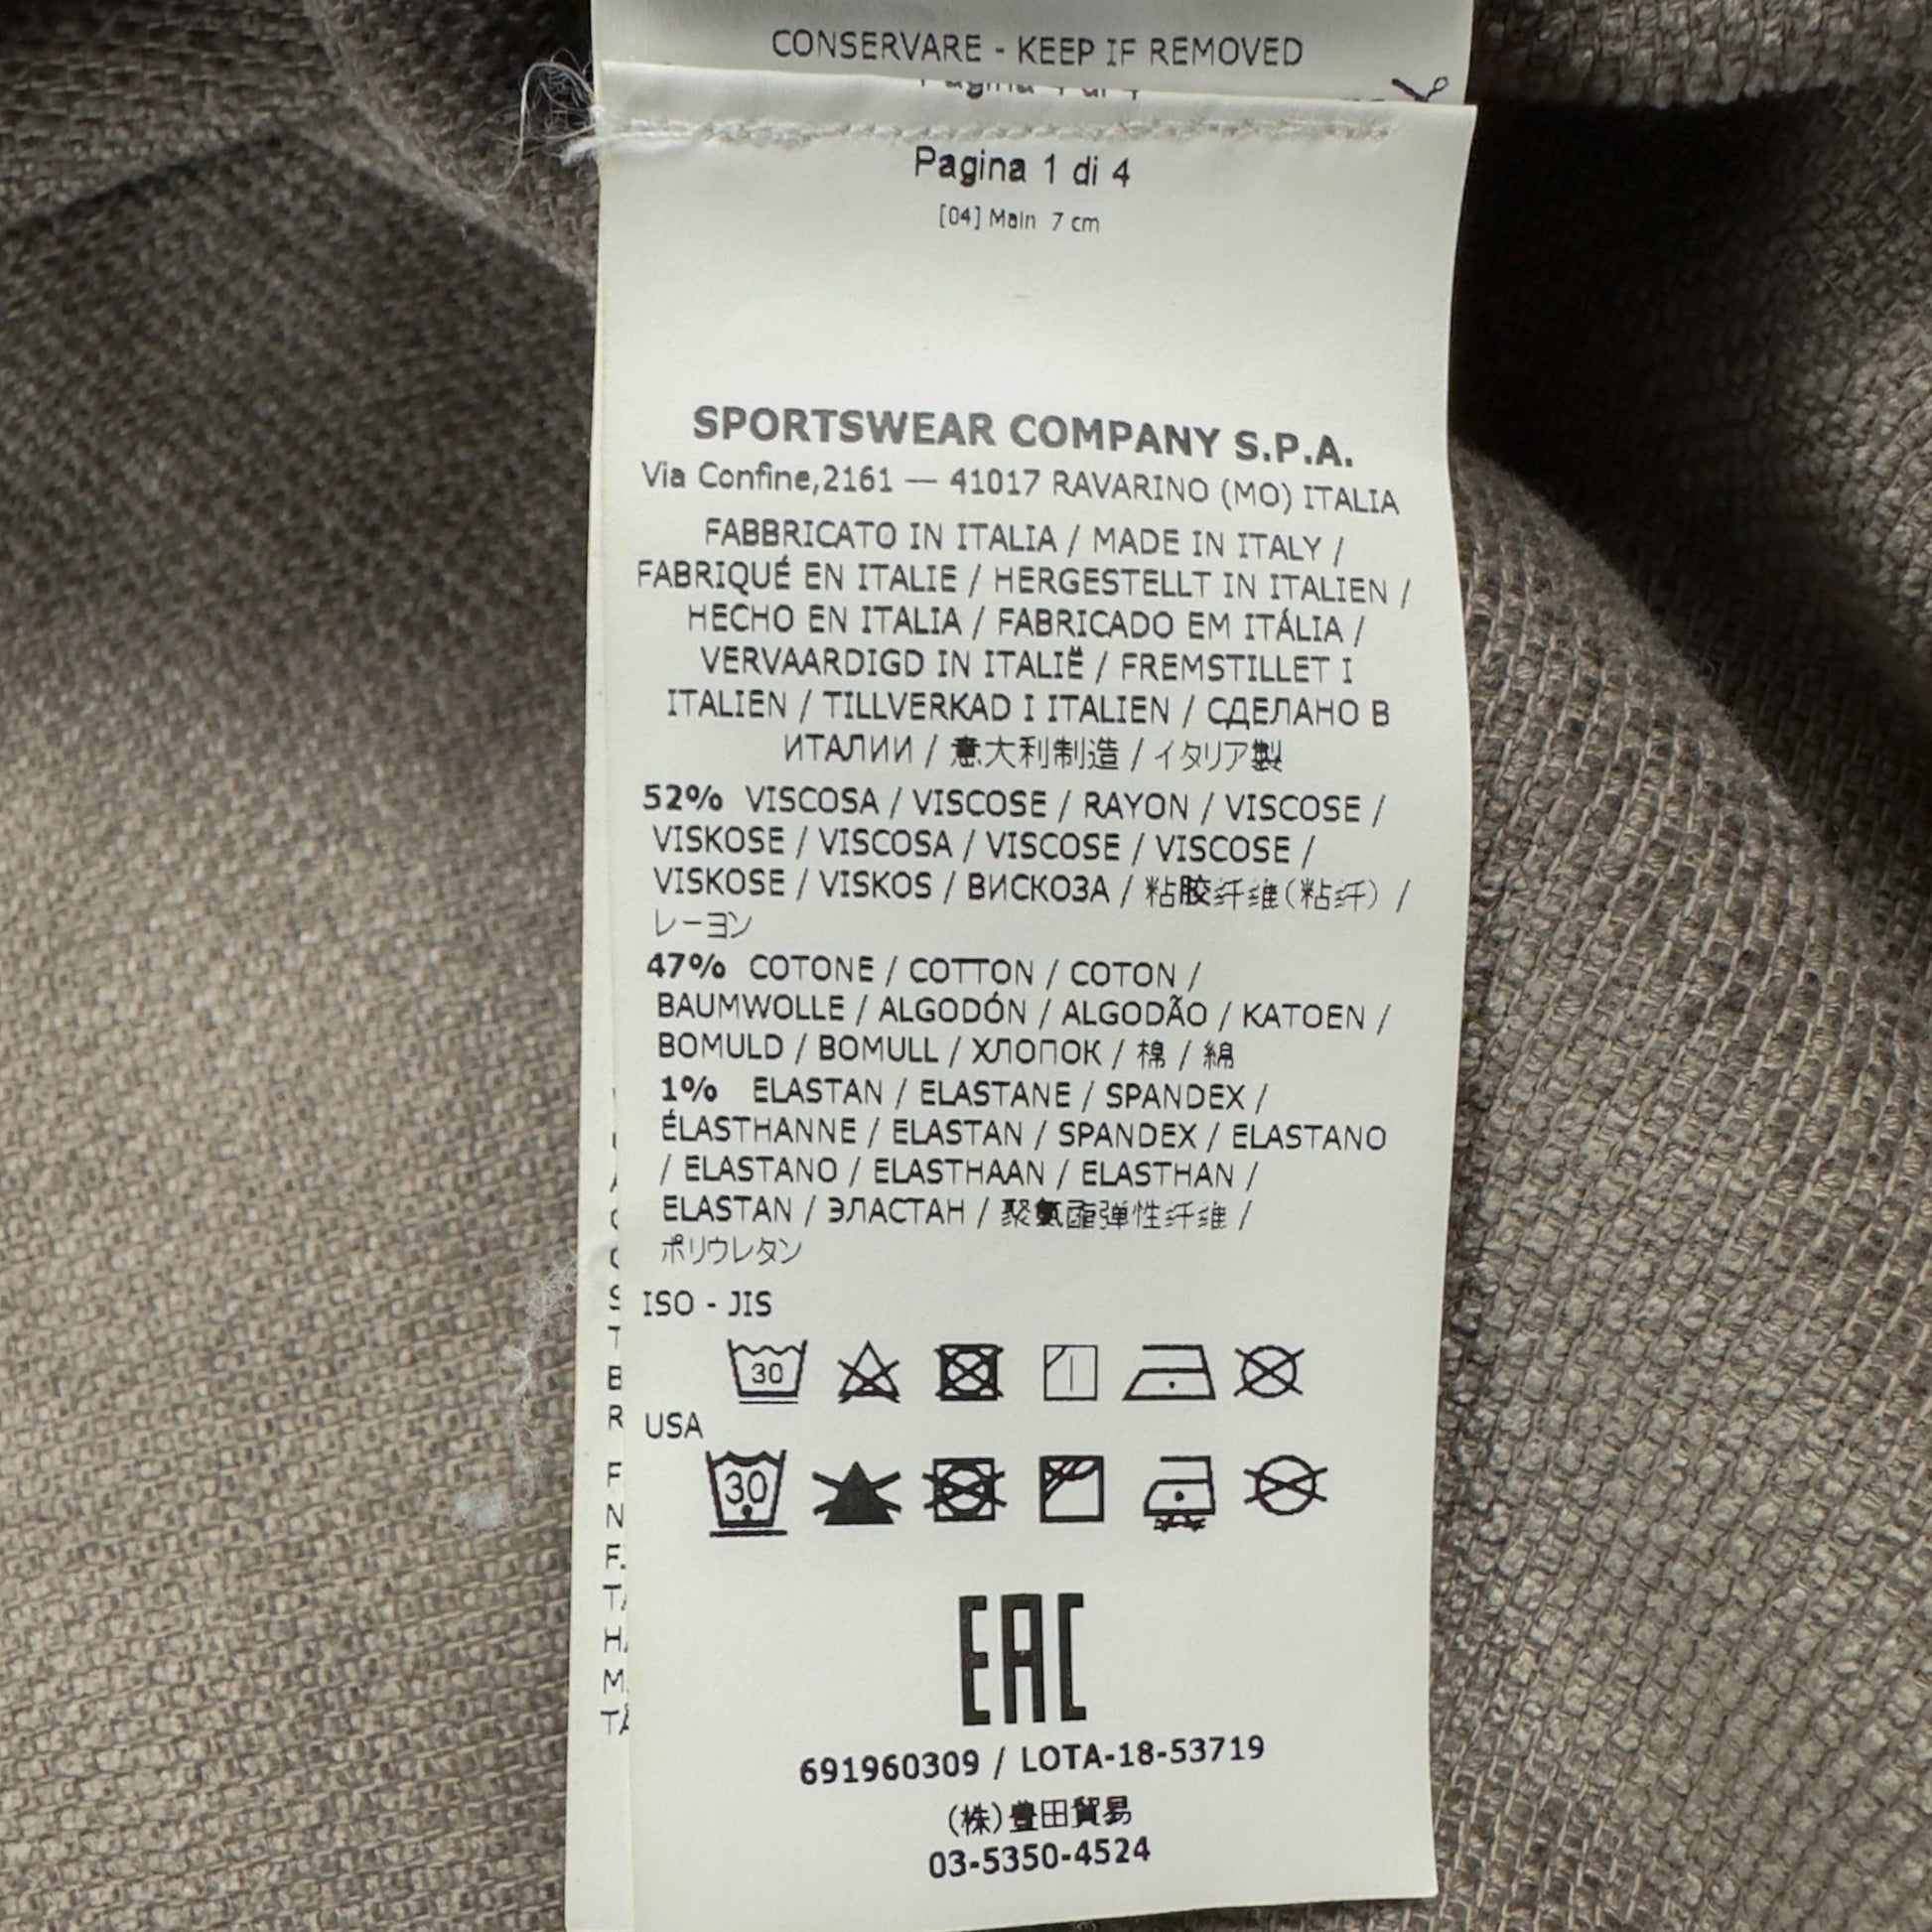 CONSERVARE - KEEP IF REMOVED
Pagina 1 di 4
[04] Main 7 cm
SPORTSWEAR COMPANY S.P.A.
Via Confine,2161 — 41017 RAVARINO (MO) ITALIA
FABBRICATO IN ITALIA / MADE IN ITALY /
FABRIQUÉ EN ITALIE / HERGESTELLT IN ITALIEN /
HECHO EN ITALIA / FABRICADO EM ITÁLIA /
VERVAARDIGD IN ITALIË / FREMSTILLET I
ITALIEN / TILLVERKAD I ITALIEN / СДЕЛАНО В
ИТАЛИИ / 意大利制造 / イタリア製
52% VISCOSA / VISCOSE / RAYON / VISCOSE /
VISKOSE / VISCOSA / VISCOSE / VISCOSE /
VISKOSE / VISKOS / ВИСКОЗА / 粘胶纤维(粘纤) /
レーヨン
47% COTONE / COTTON / COTON /
BAUMWOLLE / ALGODÓN / ALGODÃO / KATOEN /
BOMULD / BOMULL / ХЛОПОК / 棉 / 綿
1% ELASTAN / ELASTANE / SPANDEX /
ÉLASTHANNE / ELASTAN / SPANDEX / ELASTANO
/ ELASTANO / ELASTHAAN / ELASTHAN /
ELASTAN / ЭЛАСТАН / 聚氨酯弹性纤维 /
ポリウレタン
ISO - JIS
30
USA
30
EAC
691960309 / LOTA-18-53719
(株)豊田貿易
03-5350-4524